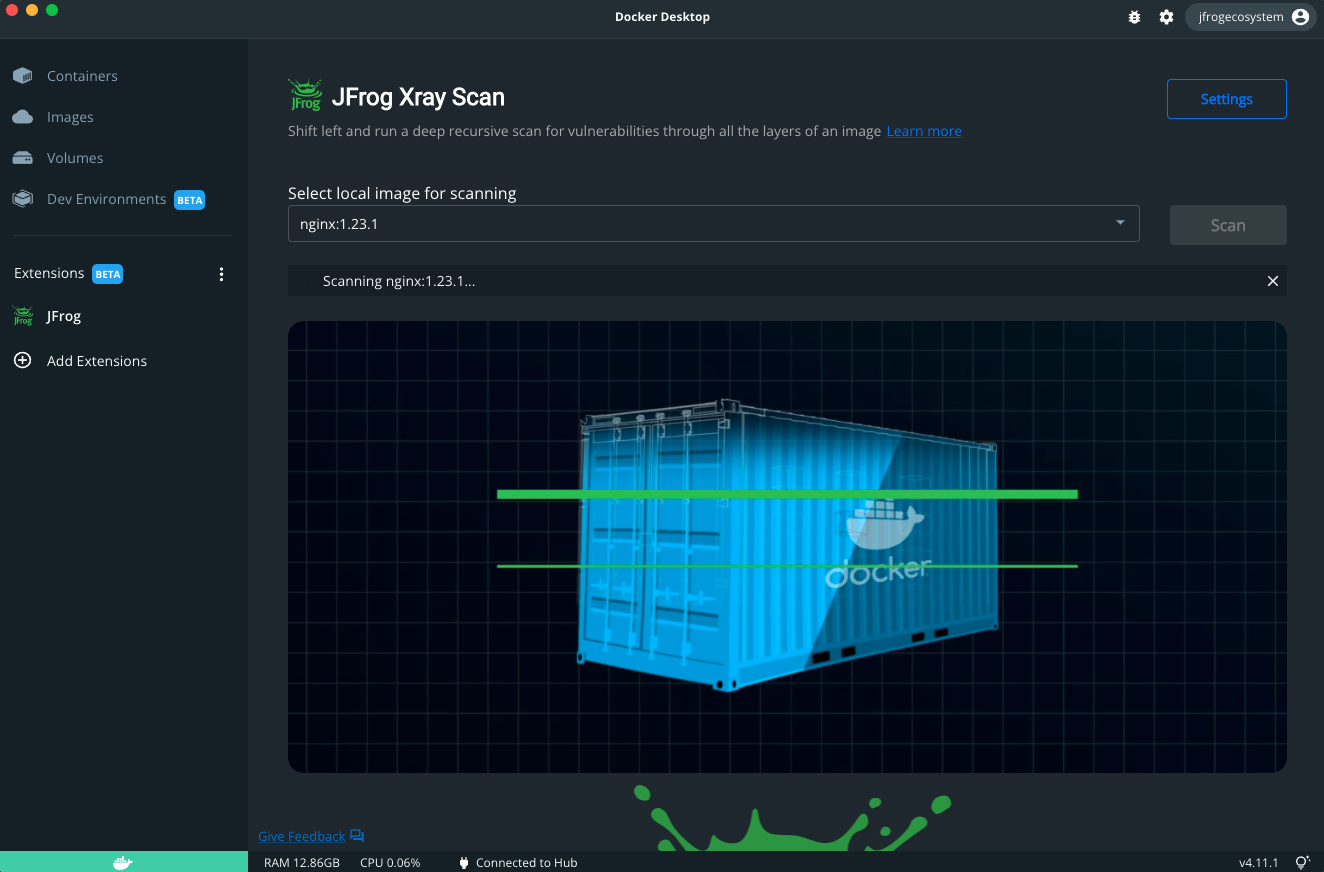 Docker Desktop
jfrogecosystem
Containers
Images
Volumes
Dev Environments BETA
Extensions BETA
JFrog
JFrog
Add Extensions
JFrog
JFrog Xray Scan
Settings
Shift left and run a deep recursive scan for vulnerabilities through all the layers of an image Learn more
Select local image for scanning
nginx:1.23.1
Scan
Scanning nginx:1.23.1...
docker
Give Feedback
RAM 12.86GB CPU 0.06% Connected to Hub
v4.11.1